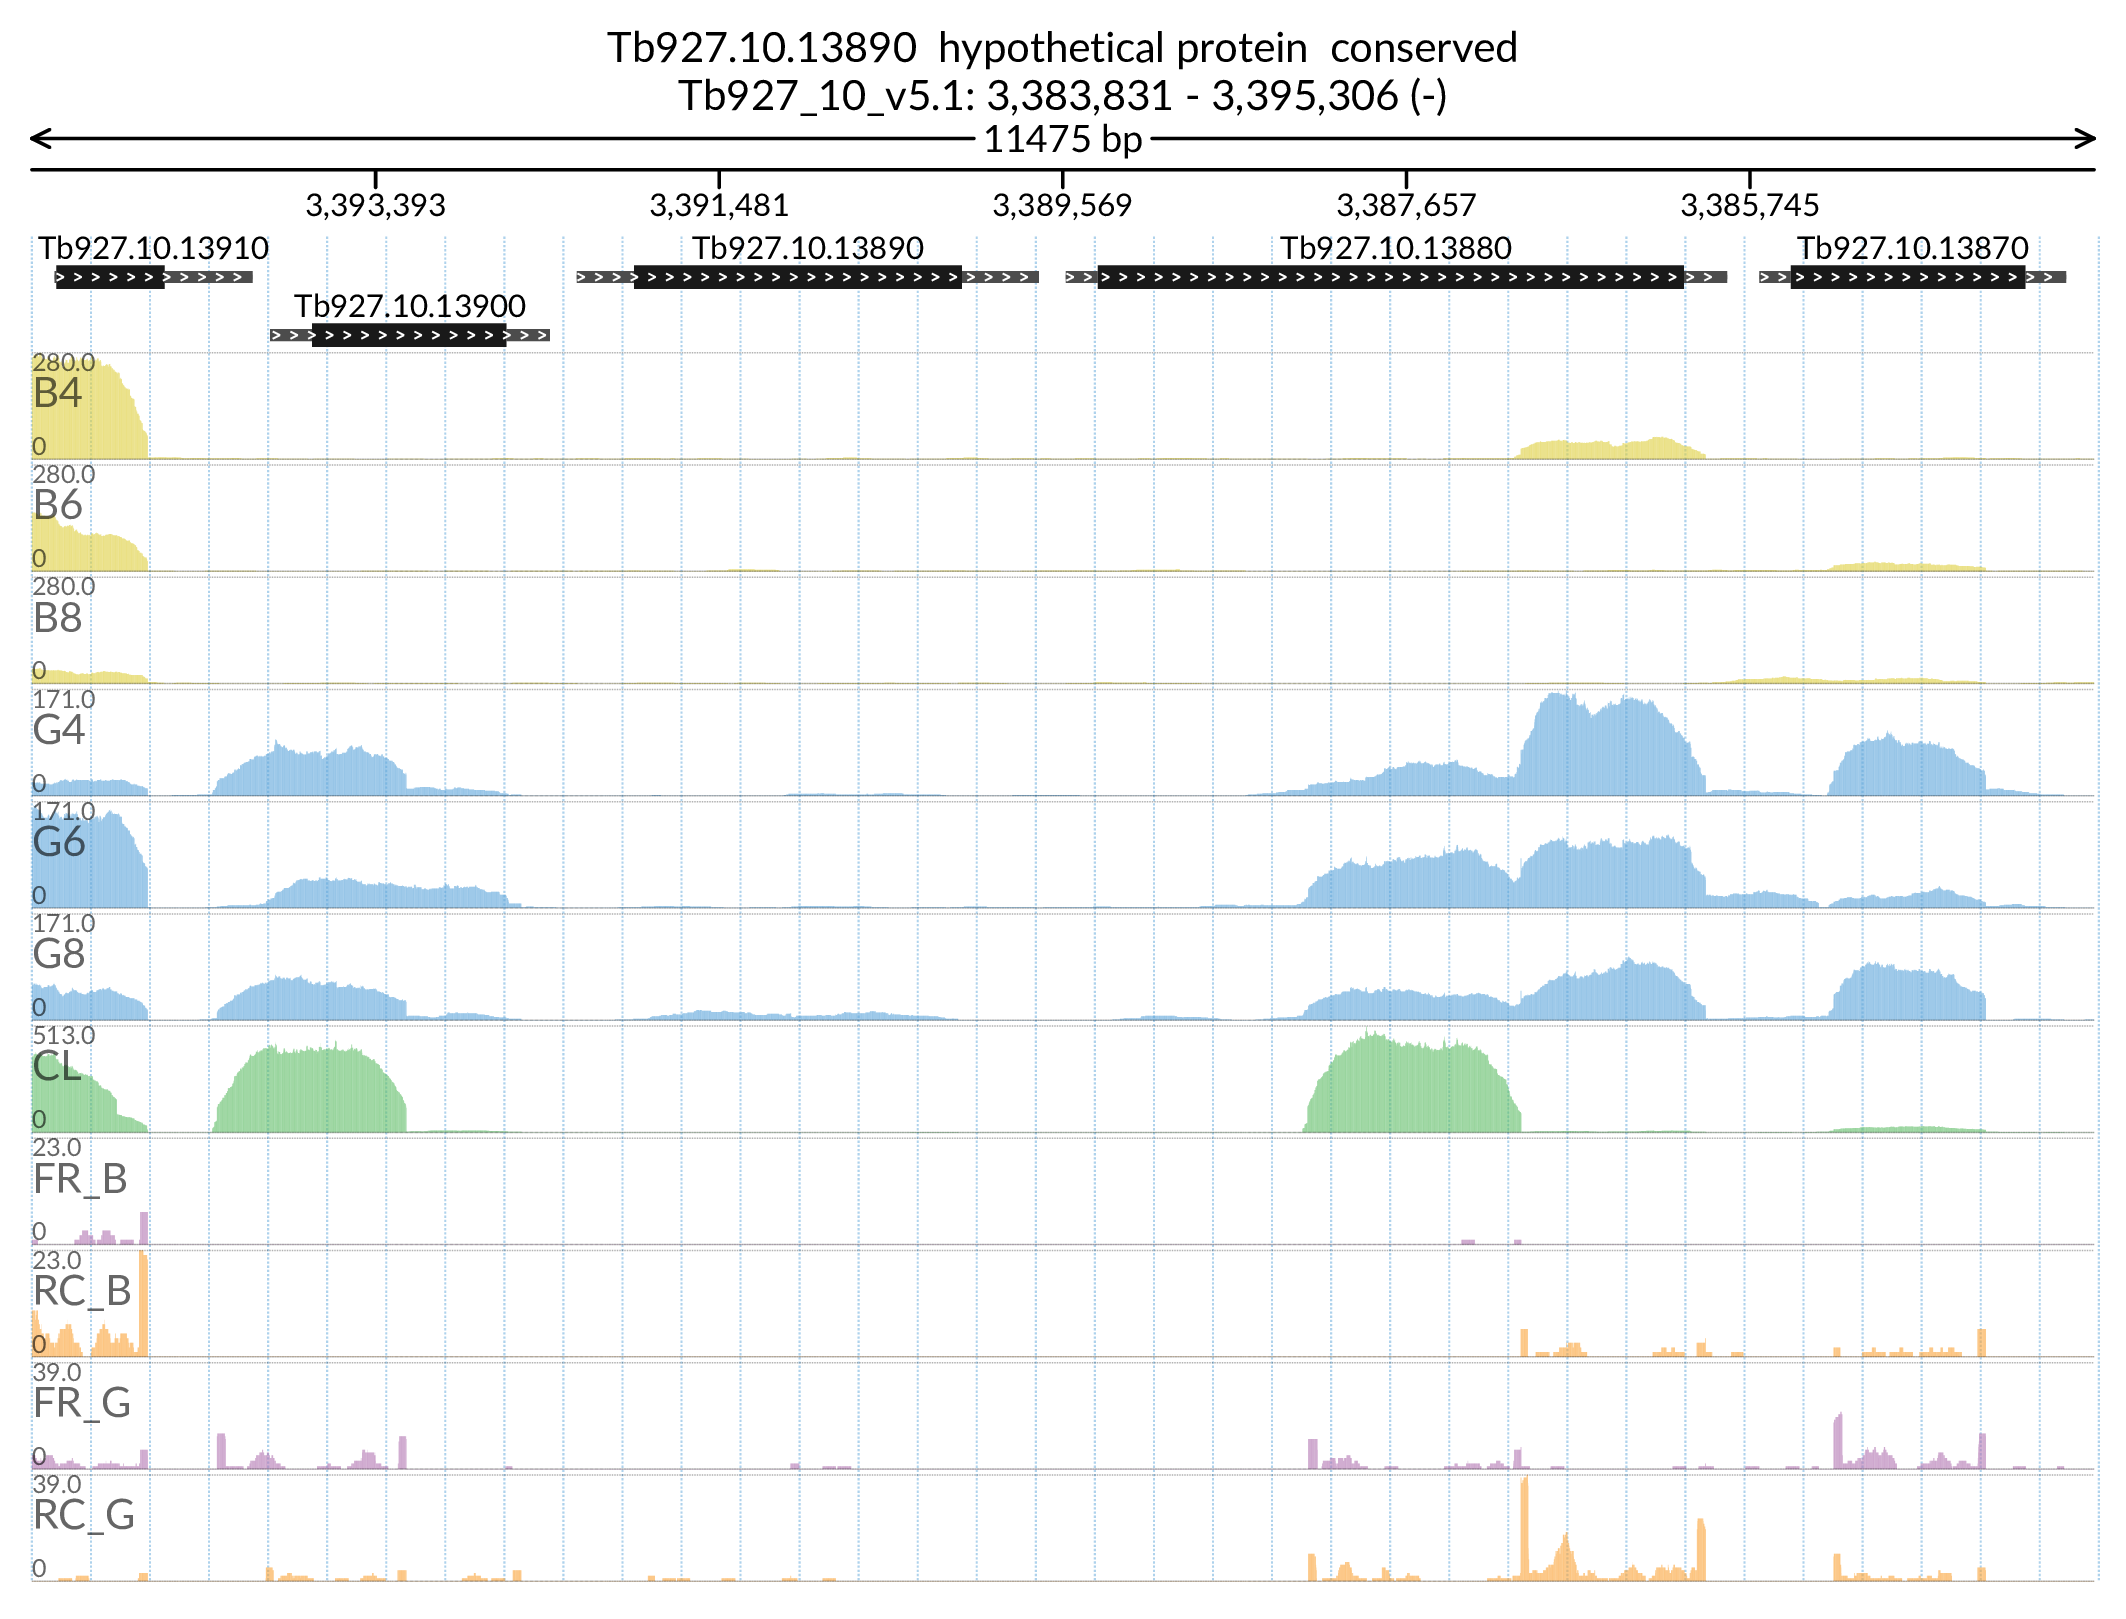 Tb927.10.13890 hypothetical protein conserved
Tb927_10_v5.1: 3,383,831 - 3,395,306 (-)
11475 bp
3,393,393 3,391,481 3,389,569 3,387,657 3,385,745
Tb927.10.13910 Tb927.10.13890 Tb927.10.13880 Tb927.10.13870
Tb927.10.13900
280.0
B4
0
280.0
B6
0
280.0
B8
0
171.0
G4
0
171.0
G6
0
171.0
G8
0
513.0
CL
0
23.0
FR_B
0
23.0
RC_B
0
39.0
FR_G
0
39.0
RC_G
0